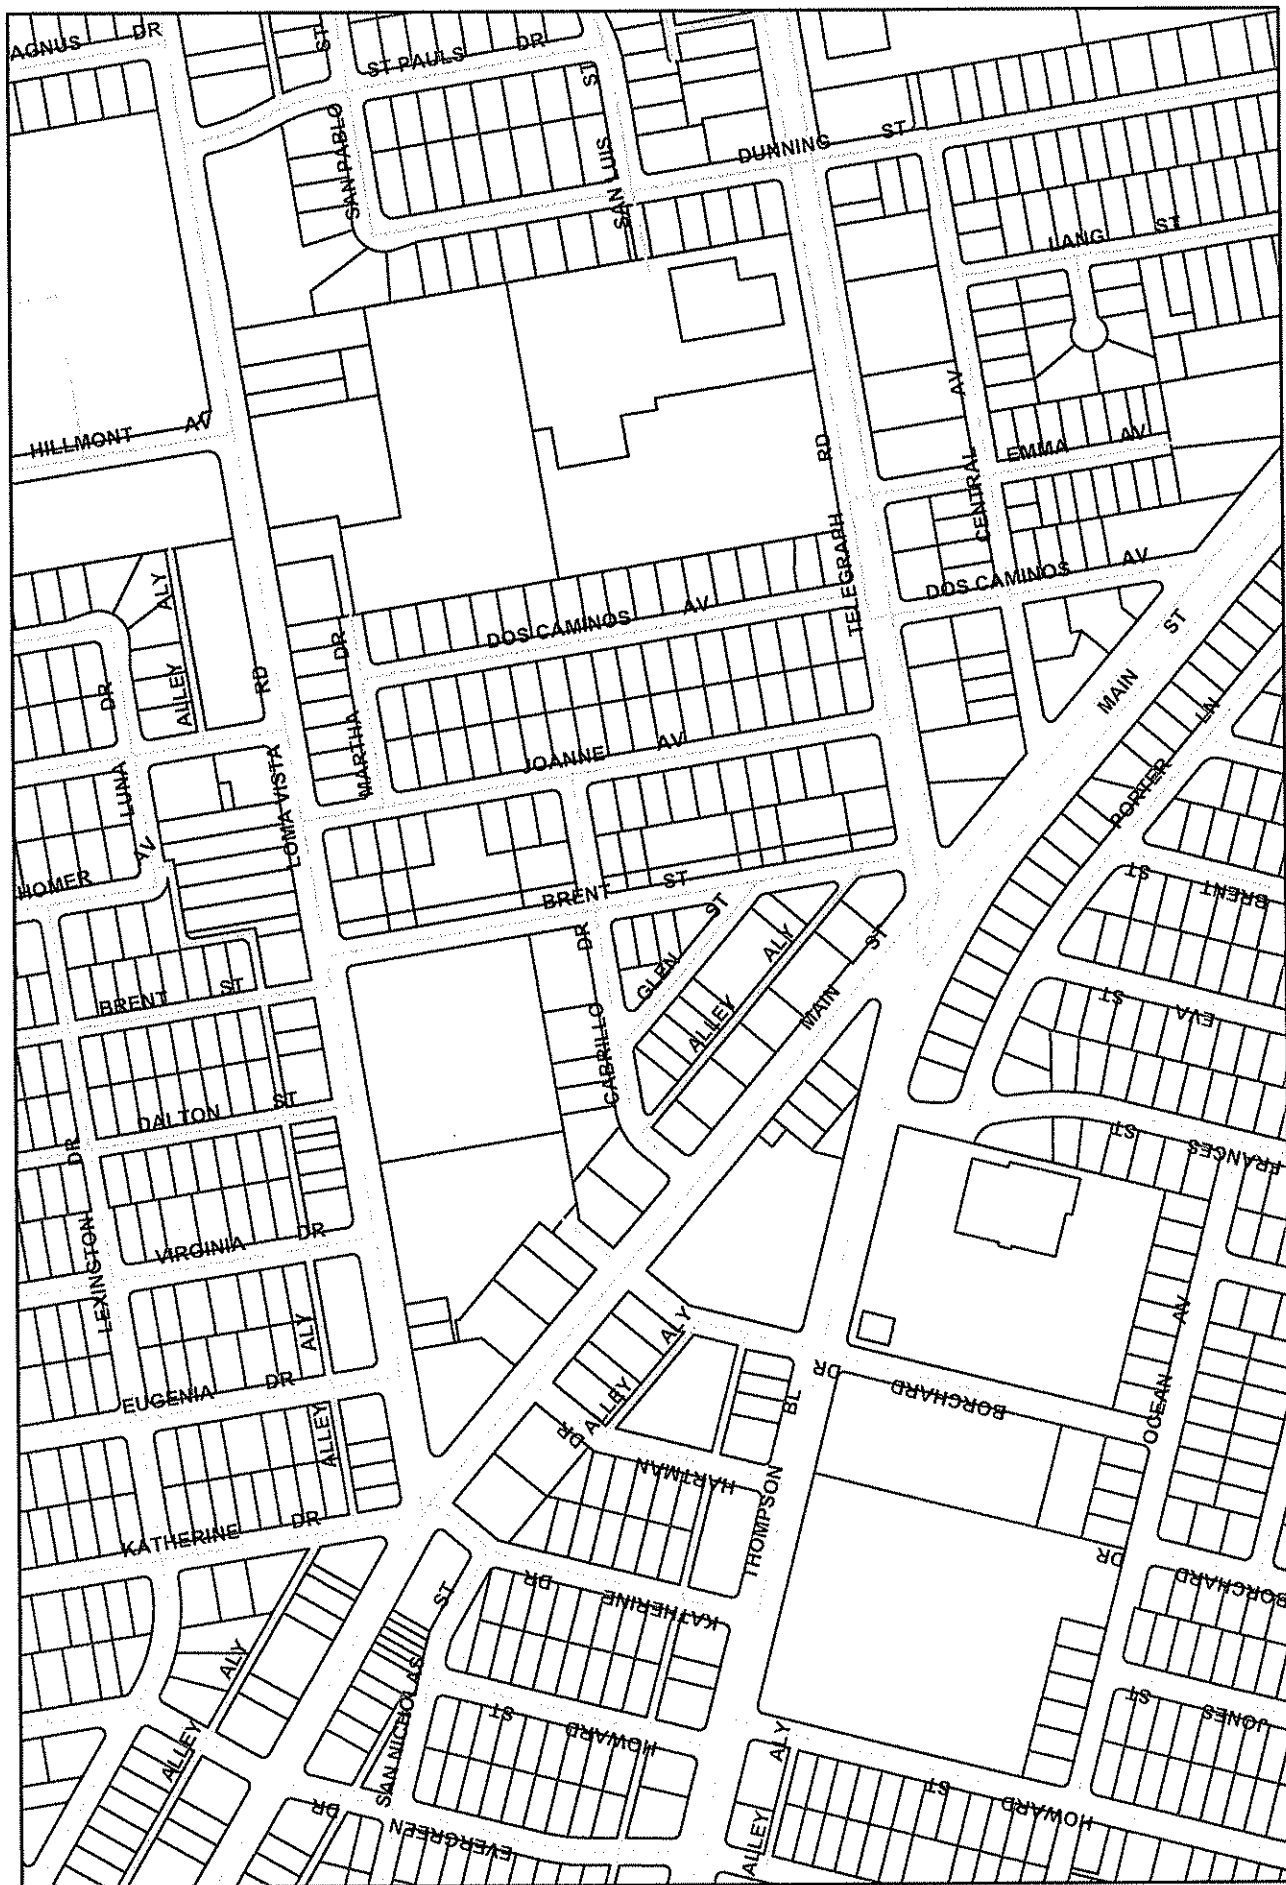 AGNUS DR
ST
ST PAULS DR
SAN PABLO
SAN LUIS ST
DUNNING ST
LANG ST
HILLMONT AV
RD
CENTRAL AV
EMMA AV
TELEGRAPH
DOS CAMINOS AV
DOS CAMINOS AV
ALLEY ALY
LUNA DR
LOMA VISTA RD
MARTHA DR
JOANNE AV
MAIN ST
PORTER LN
HOMER AV
BRENT ST
BRENT ST
GLEN ST
ALLEY ALY
MAIN ST
BRENT ST
EVA ST
CABRILLO DR
DALTON ST
LEXINGTON DR
VIRGINIA DR
FRANCES ST
OCEAN AV
EUGENIA DR
ALLEY ALY
ALLEY ALY
HARTMAN DR
THOMPSON BL
BORCHARD DR
KATHERINE DR
KATHERINE DR
BORCHARD DR
ALLEY ALY
SAN NICHOLAS ST
HOWARD ST
JONES ST
EVERGREEN DR
ALLEY ALY
HOWARD ST